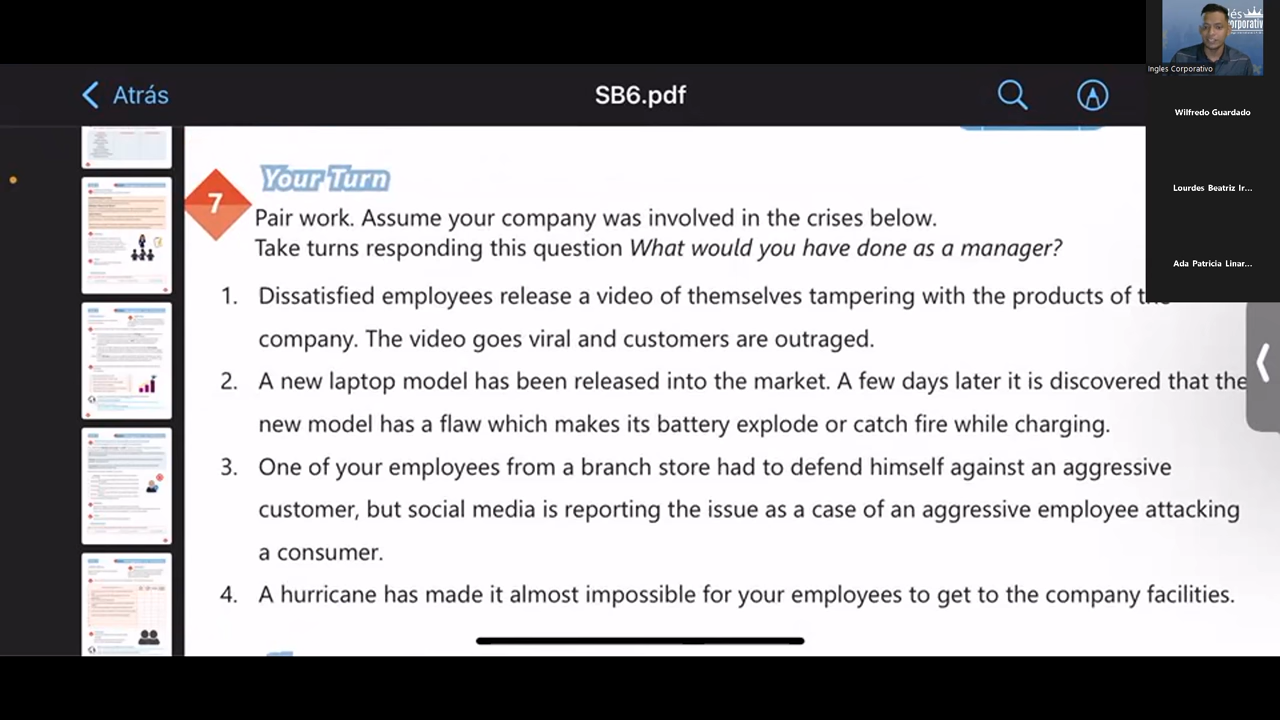 Atrás
SB6.pdf
Ingles Corporativo
Wilfredo Guardado
Lourdes Beatriz Ir...
Ada Patricia Linar...
7
Your Turn
Pair work. Assume your company was involved in the crises below.
Take turns responding this question What would you have done as a manager?
1. Dissatisfied employees release a video of themselves tampering with the products of the
company. The video goes viral and customers are outraged.
2. A new laptop model has been released into the market. A few days later it is discovered that the
new model has a flaw which makes its battery explode or catch fire while charging.
3. One of your employees from a branch store had to defend himself against an aggressive
customer, but social media is reporting the issue as a case of an aggressive employee attacking
a consumer.
4. A hurricane has made it almost impossible for your employees to get to the company facilities.